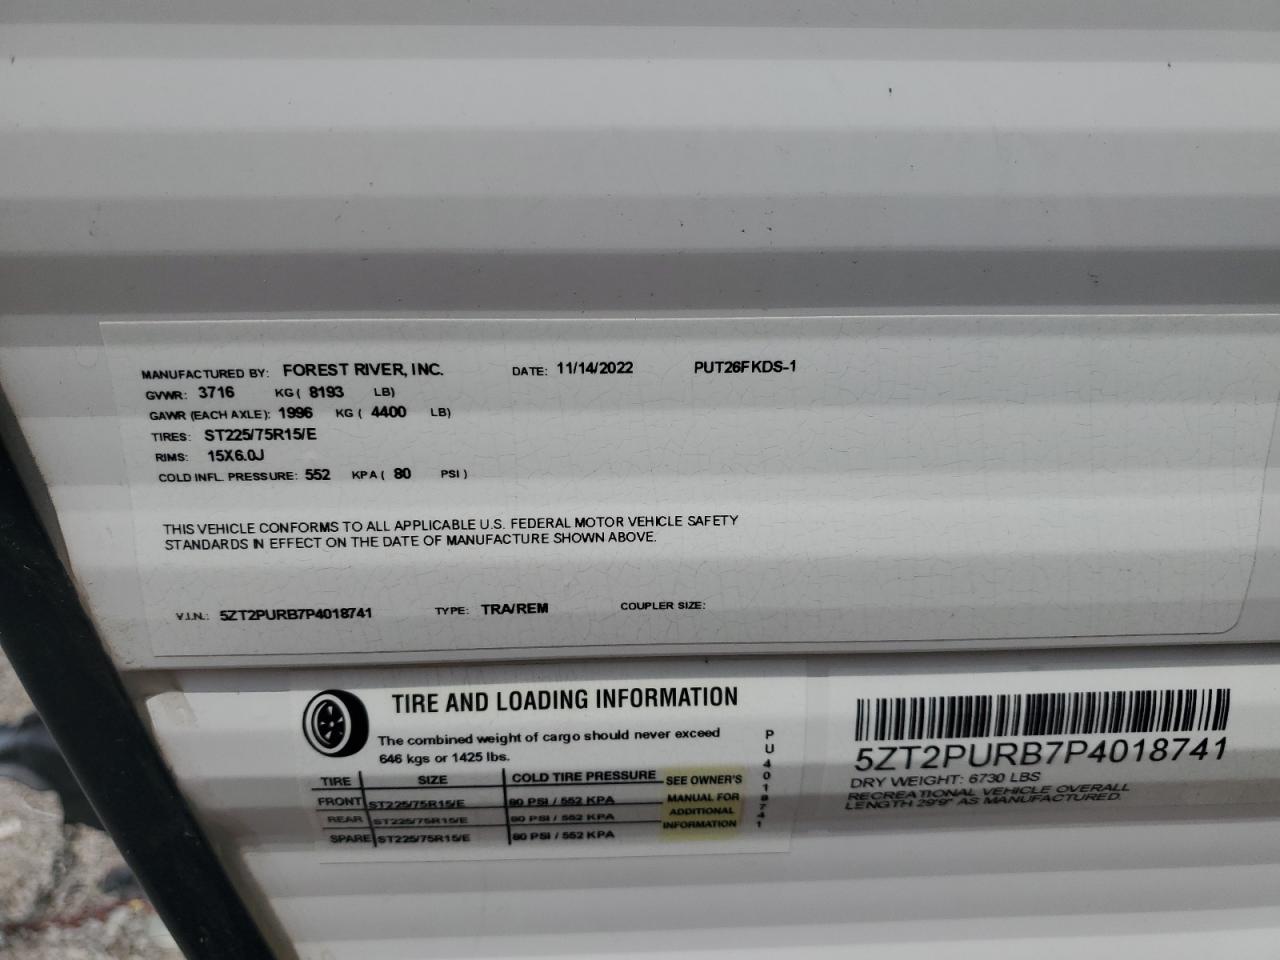 MANUFACTURED BY: FOREST RIVER, INC. DATE: 11/14/2022 PUT26FKDS-1
GVWR: 3716 KG ( 8193 LB)
GAWR (EACH AXLE): 1996 KG ( 4400 LB)
TIRES: ST225/75R15/E
RIMS: 15X6.0J
COLD INFL. PRESSURE: 552 KPA ( 80 PSI )
THIS VEHICLE CONFORMS TO ALL APPLICABLE U.S. FEDERAL MOTOR VEHICLE SAFETY
STANDARDS IN EFFECT ON THE DATE OF MANUFACTURE SHOWN ABOVE.
V.I.N.: 5ZT2PURB7P4018741 TYPE: TRA/REM COUPLER SIZE:
TIRE AND LOADING INFORMATION
The combined weight of cargo should never exceed
646 kgs or 1425 lbs.
TIRE SIZE COLD TIRE PRESSURE SEE OWNER'S
FRONT ST225/75R15/E 80 PSI / 552 KPA MANUAL FOR
REAR ST225/75R15/E 80 PSI / 552 KPA ADDITIONAL
SPARE ST225/75R15/E 80 PSI / 552 KPA INFORMATION
PU4018741
5ZT2PURB7P4018741
DRY WEIGHT: 6730 LBS
RECREATIONAL VEHICLE OVERALL
LENGTH 29'9" AS MANUFACTURED.